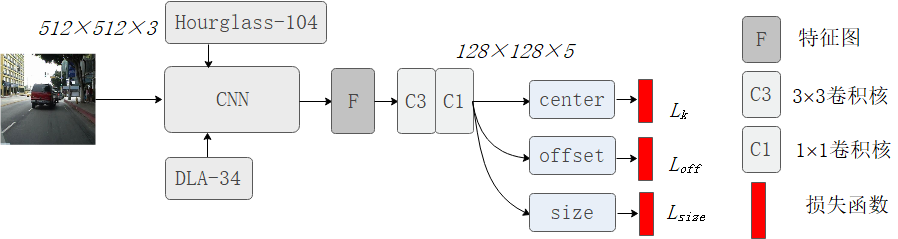 512×512×3
Hourglass-104
CNN
DLA-34
F
C3
C1
128×128×5
center
offset
size
Lk
Loff
Lsize
F
特征图
C3
3×3卷积核
C1
1×1卷积核
损失函数